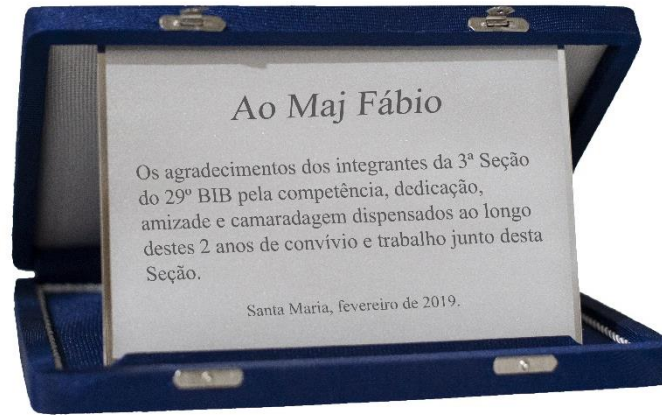 Ao Maj Fábio
Os agradecimentos dos integrantes da 3ª Seção
do 29º BIB pela competência, dedicação,
amizade e camaradagem dispensados ao longo
destes 2 anos de convívio e trabalho junto desta
Seção.
Santa Maria, fevereiro de 2019.